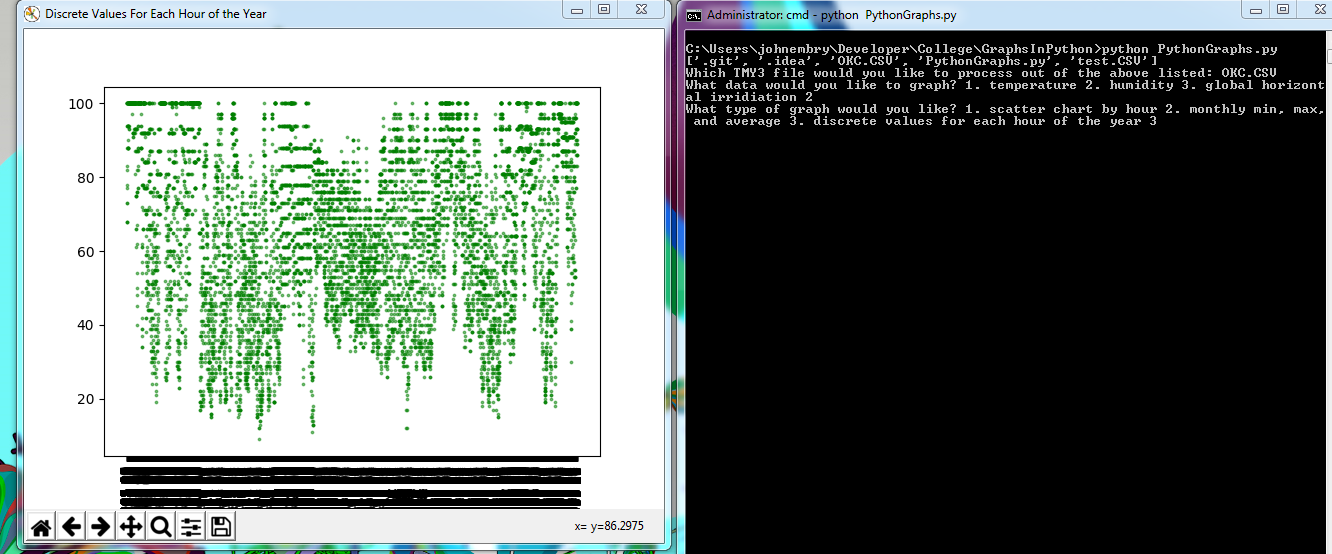 Discrete Values For Each Hour of the Year
100
80
60
40
20
x= y=86.2975
Administrator: cmd - python  PythonGraphs.py
C:\Users\johnembry\Developer\College\GraphsInPython>python PythonGraphs.py
['.git', '.idea', 'OKC.CSV', 'PythonGraphs.py', 'test.CSV']
Which TMY3 file would you like to process out of the above listed: OKC.CSV
What data would you like to graph? 1. temperature 2. humidity 3. global horizont
al irridiation 2
What type of graph would you like? 1. scatter chart by hour 2. monthly min, max,
 and average 3. discrete values for each hour of the year 3